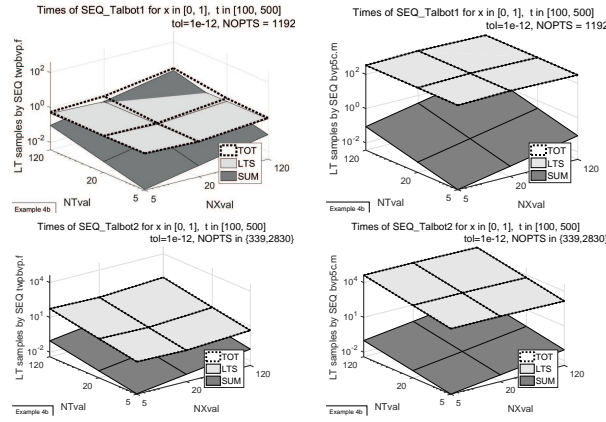 Times of SEQ_Talbot1 for x in [0, 1], t in [100, 500]
tol=1e-12, NOPTS = 1192
LT samples by SEQ twpbvp.f
10^2
10^0
10^-2
120
20
5
NTval
5
20
120
NXval
TOT
LTS
SUM
Example 4b
Times of SEQ_Talbot1 for x in [0, 1], t in [100, 500]
tol=1e-12, NOPTS = 1192
LT samples by SEQ bvp5c.m
10^2
10^0
10^-2
120
20
5
NTval
5
20
120
NXval
TOT
LTS
SUM
Example 4b
Times of SEQ_Talbot2 for x in [0, 1], t in [100, 500]
tol=1e-12, NOPTS in {339,2830}
LT samples by SEQ twpbvp.f
10^4
10^1
10^-2
120
20
5
NTval
5
20
120
NXval
TOT
LTS
SUM
Example 4b
Times of SEQ_Talbot2 for x in [0, 1], t in [100, 500]
tol=1e-12, NOPTS in {339,2830}
LT samples by SEQ bvp5c.m
10^4
10^1
10^-2
120
20
5
NTval
5
20
120
NXval
TOT
LTS
SUM
Example 4b